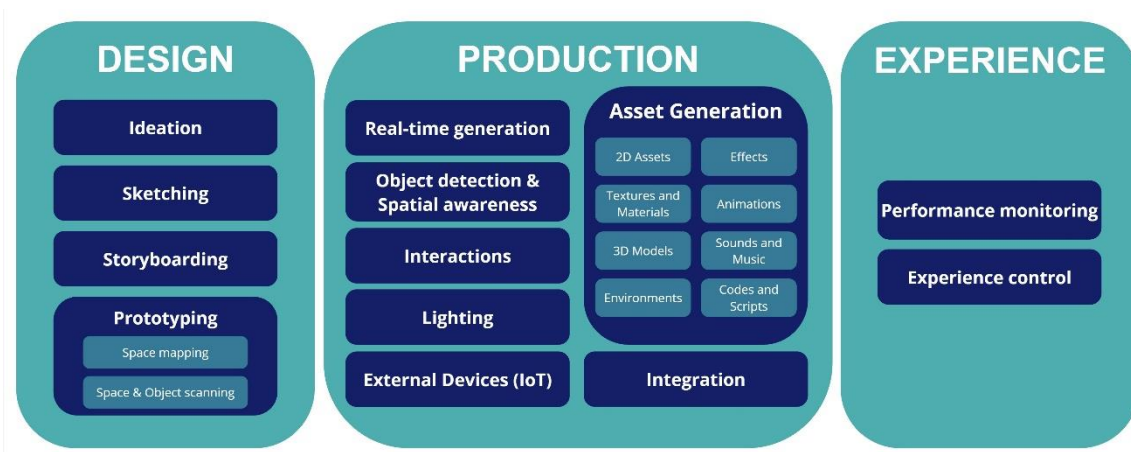 DESIGN
Ideation
Sketching
Storyboarding
Prototyping
Space mapping
Space & Object scanning
PRODUCTION
Real-time generation
Object detection &
Spatial awareness
Interactions
Lighting
External Devices (IoT)
Asset Generation
2D Assets
Effects
Textures and
Materials
Animations
3D Models
Sounds and
Music
Environments
Codes and
Scripts
Integration
EXPERIENCE
Performance monitoring
Experience control